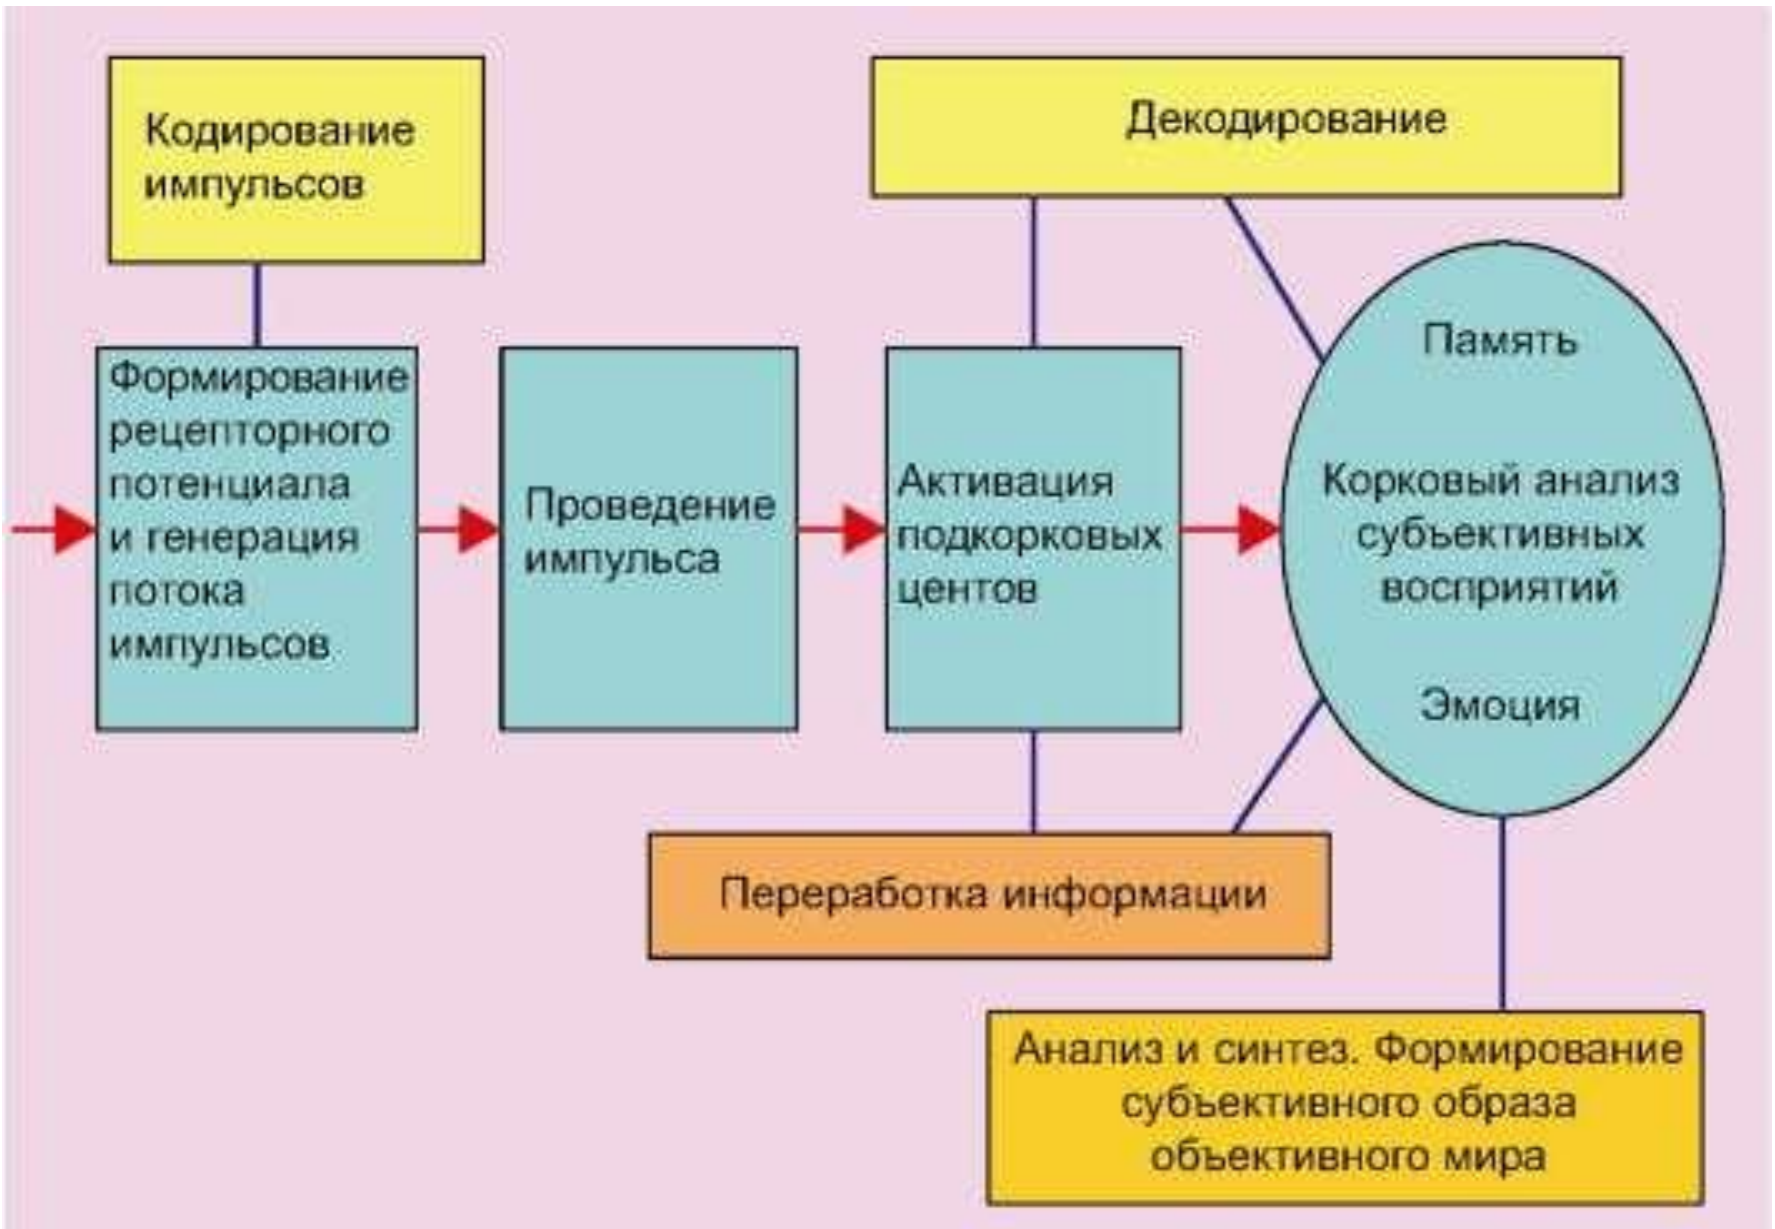 Кодирование
импульсов
Декодирование
Формирование
рецепторного
потенциала
и генерация
потока
импульсов
Проведение
импульса
Активация
подкорковых
центов
Память
Корковый анализ
субъективных
восприятий
Эмоция
Переработка информации
Анализ и синтез. Формирование
субъективного образа
объективного мира